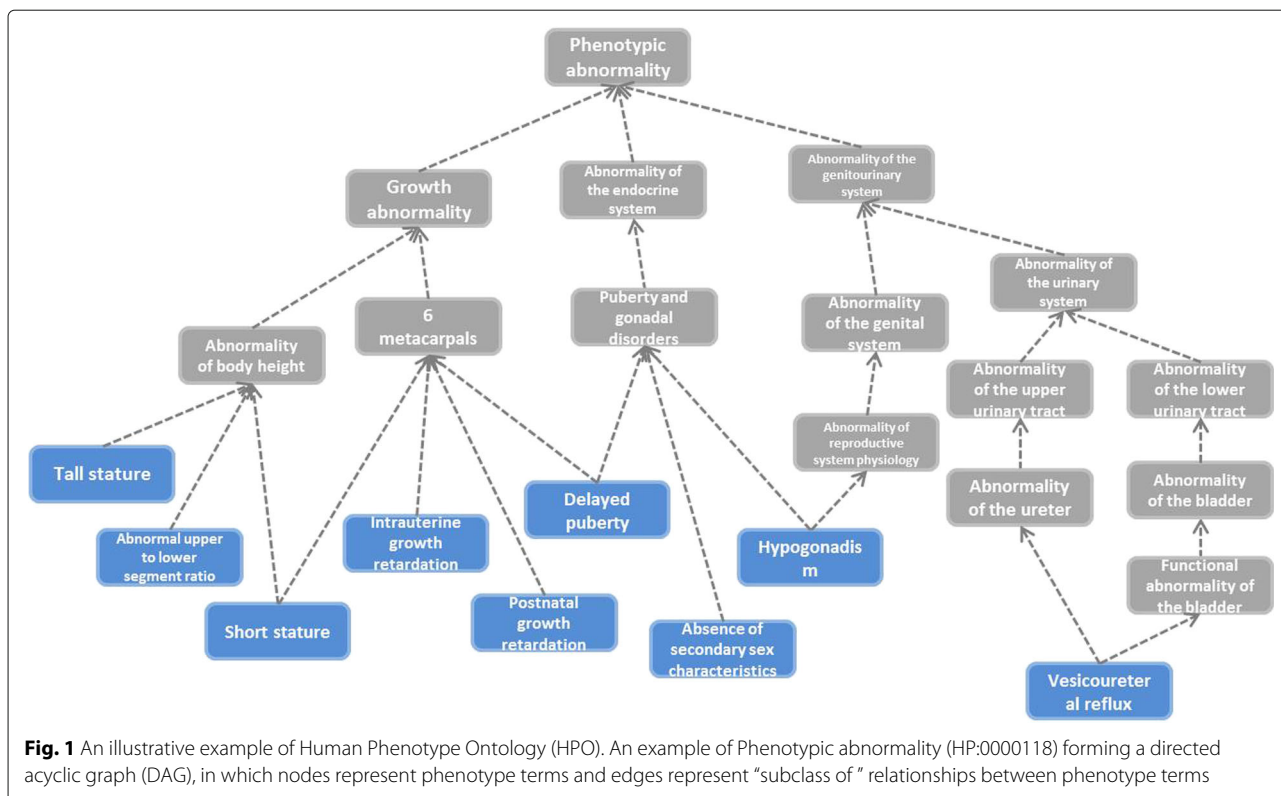 Phenotypic
abnormality
Growth
abnormality
Abnormality of
the endocrine
system
Abnormality of the
genitourinary
system
Abnormality
of body height
6
metacarpals
Puberty and
gonadal
disorders
Abnormality
of the genital
system
Abnormality of
the urinary
system
Abnormality
of the upper
urinary tract
Abnormality
of the lower
urinary tract
Abnormality of
reproductive
system physiology
Abnormality
of the ureter
Abnormality
of the bladder
Functional
abnormality of
the bladder
Tall stature
Abnormal upper
to lower
segment ratio
Short stature
Intrauterine
growth
retardation
Postnatal
growth
retardation
Delayed
puberty
Absence of
secondary sex
characteristics
Hypogonadis
m
Vesicoureter
al reflux
Fig. 1 An illustrative example of Human Phenotype Ontology (HPO). An example of Phenotypic abnormality (HP:0000118) forming a directed
acyclic graph (DAG), in which nodes represent phenotype terms and edges represent “subclass of ” relationships between phenotype terms